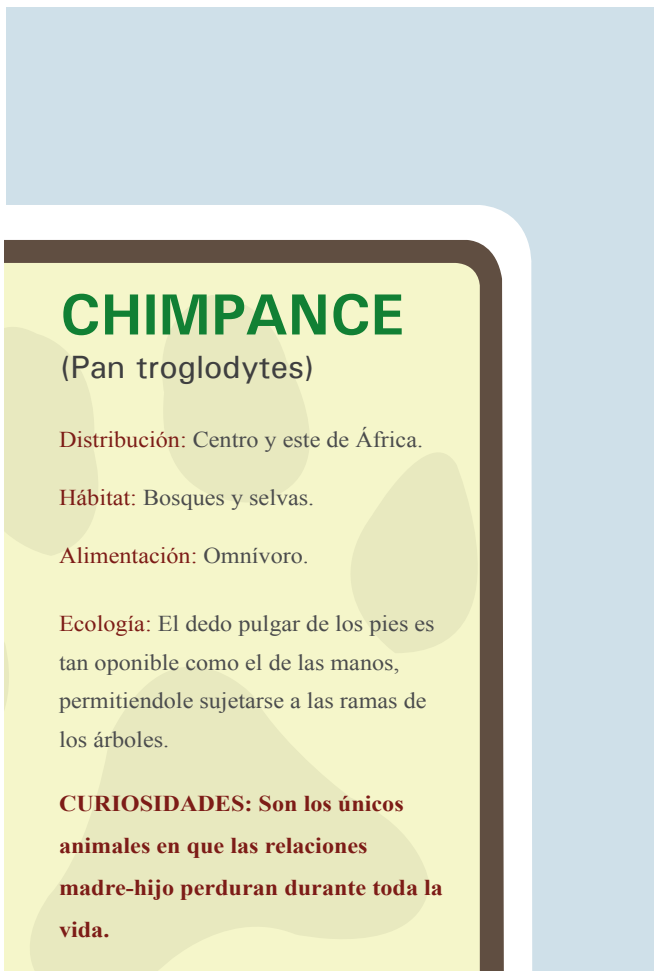 CHIMPANCE
(Pan troglodytes)
Distribución: Centro y este de África.
Hábitat: Bosques y selvas.
Alimentación: Omnívoro.
Ecología: El dedo pulgar de los pies es
tan oponible como el de las manos,
permitiendole sujetarse a las ramas de
los árboles.
CURIOSIDADES: Son los únicos
animales en que las relaciones
madre-hijo perduran durante toda la
vida.